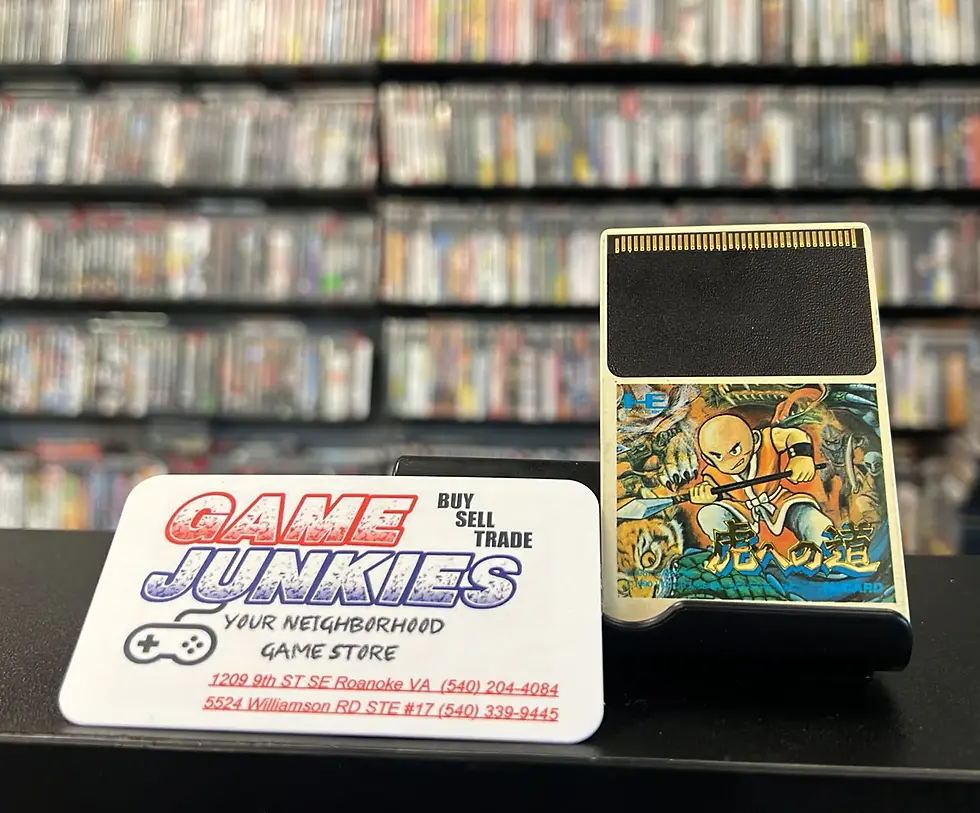 GAME
JUNKIES
BUY
SELL
TRADE
YOUR NEIGHBORHOOD
GAME STORE
1209 9th ST SE Roanoke VA (540) 204-4084
5524 Williamson RD STE #17 (540) 339-9445
HE
虎への道